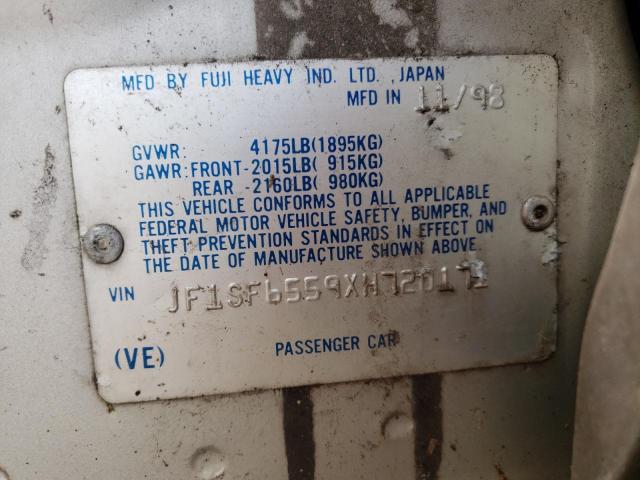 MFD BY FUJI HEAVY IND. LTD. ,JAPAN
MFD IN 11/98
GVWR 4175LB(1895KG)
GAWR:FRONT-2015LB( 915KG)
REAR -2160LB( 980KG)
THIS VEHICLE CONFORMS TO ALL APPLICABLE
FEDERAL MOTOR VEHICLE SAFETY, BUMPER, AND
THEFT PREVENTION STANDARDS IN EFFECT ON
THE DATE OF MANUFACTURE SHOWN ABOVE.
VIN JF1SF6559XH720171
(VE) PASSENGER CAR